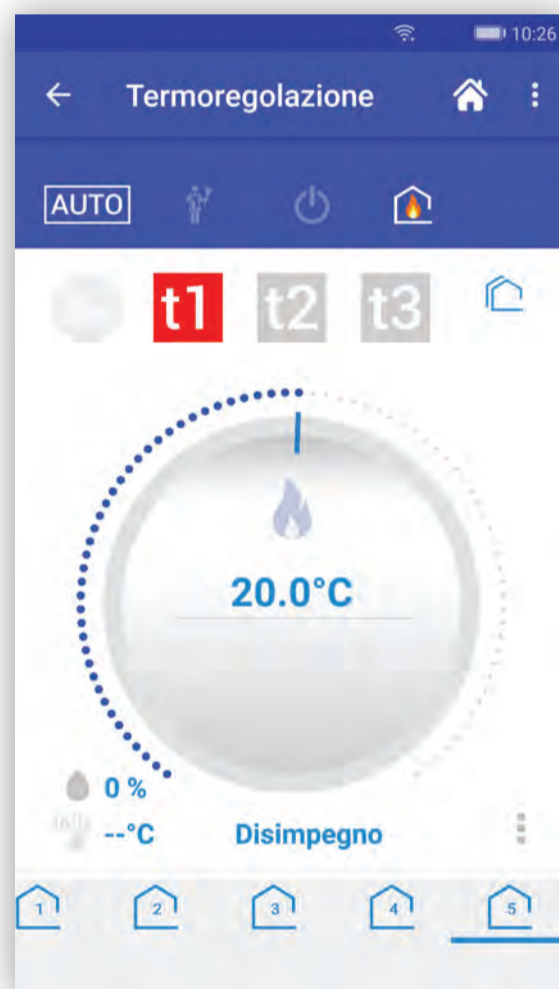 10:26
Termoregolazione
AUTO
t1 t2 t3
20.0°C
0 %
--°C Disimpegno
1 2 3 4 5